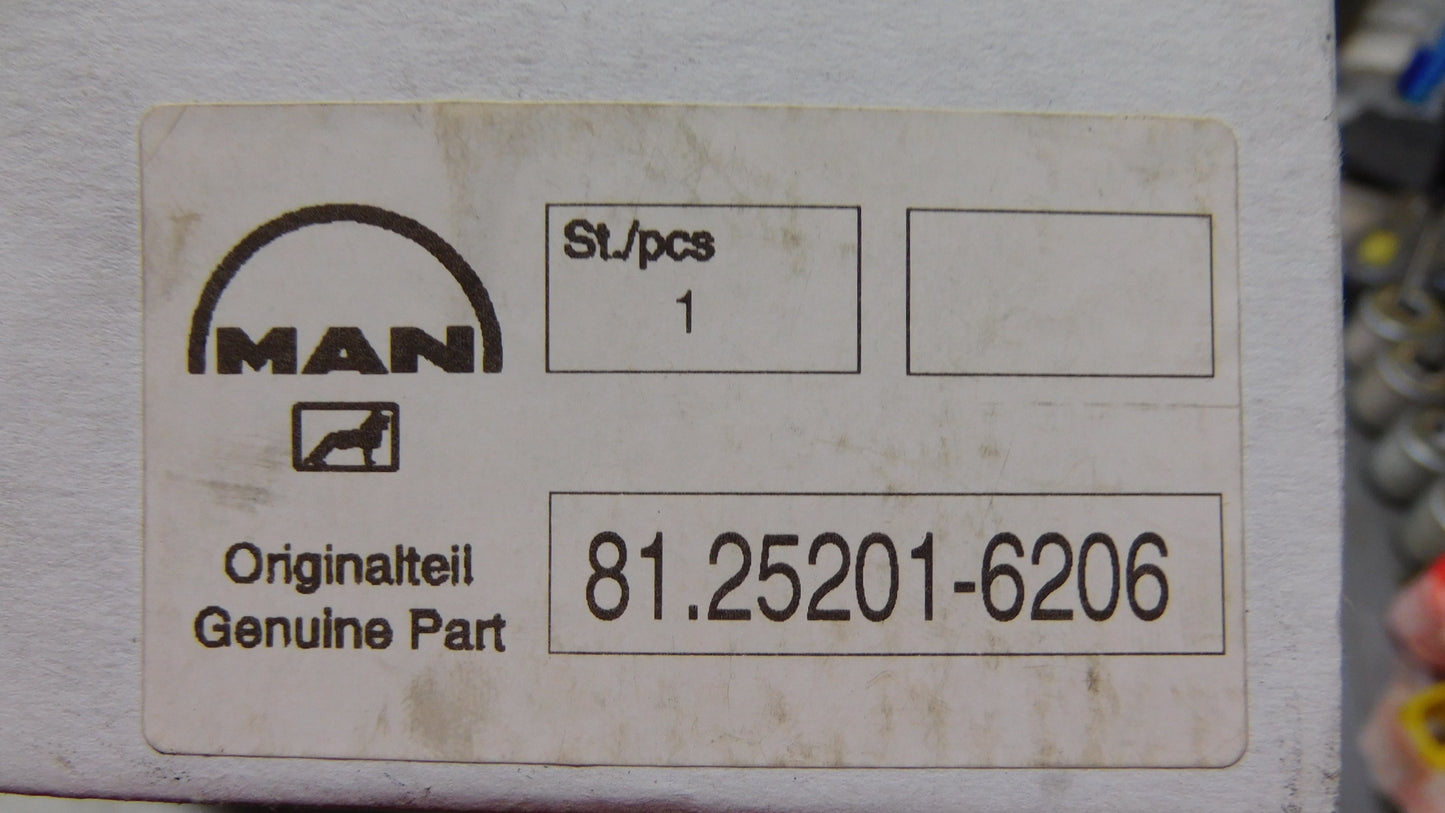 MAN
St./pcs
1
Originalteil
Genuine Part
81.25201-6206